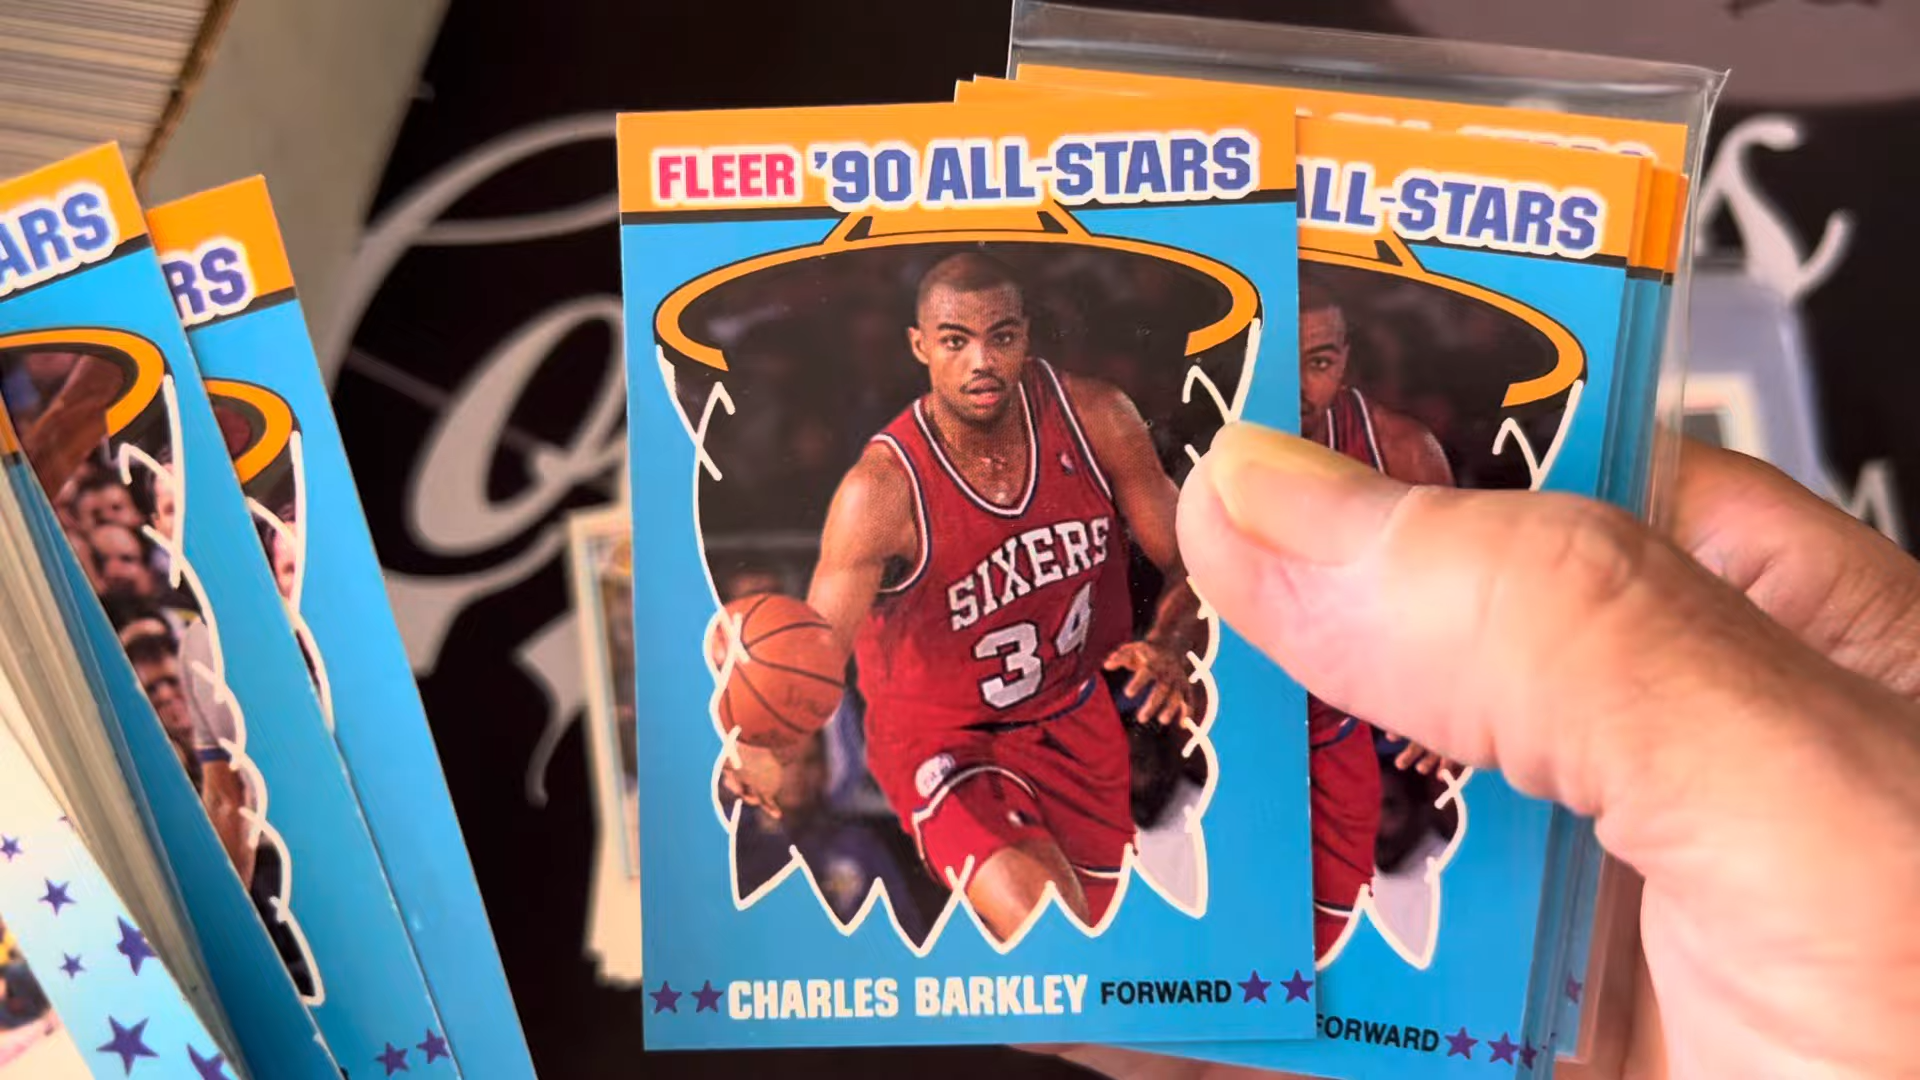 FLEER '90 ALL-STARS
SIXERS
34
CHARLES BARKLEY FORWARD
ALL-STARS
FORWARD
ARS
RS